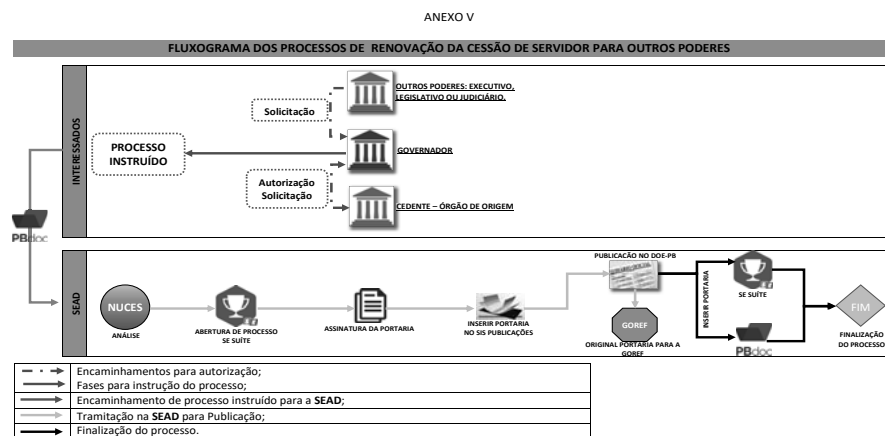 ANEXO V
FLUXOGRAMA DOS PROCESSOS DE RENOVAÇÃO DA CESSÃO DE SERVIDOR PARA OUTROS PODERES
INTERESSADOS
OUTROS PODERES: EXECUTIVO,
LEGISLATIVO OU JUDICIÁRIO.
Solicitação
PROCESSO
INSTRUÍDO
GOVERNADOR
Autorização
Solicitação
CEDENTE – ÓRGÃO DE ORIGEM
PBdoc
SEAD
NUCES
ANÁLISE
ABERTURA DE PROCESSO
SE SUÍTE
ASSINATURA DA PORTARIA
INSERIR PORTARIA
NO SIS PUBLICAÇÕES
PUBLICAÇÃO NO DOE-PB
GOREF
ORIGINAL PORTARIA PARA A
GOREF
INSERIR PORTARIA
SE SUÍTE
PBdoc
FIM
FINALIZAÇÃO
DO PROCESSO
Encaminhamentos para autorização;
Fases para instrução do processo;
Encaminhamento de processo instruído para a SEAD;
Tramitação na SEAD para Publicação;
Finalização do processo.